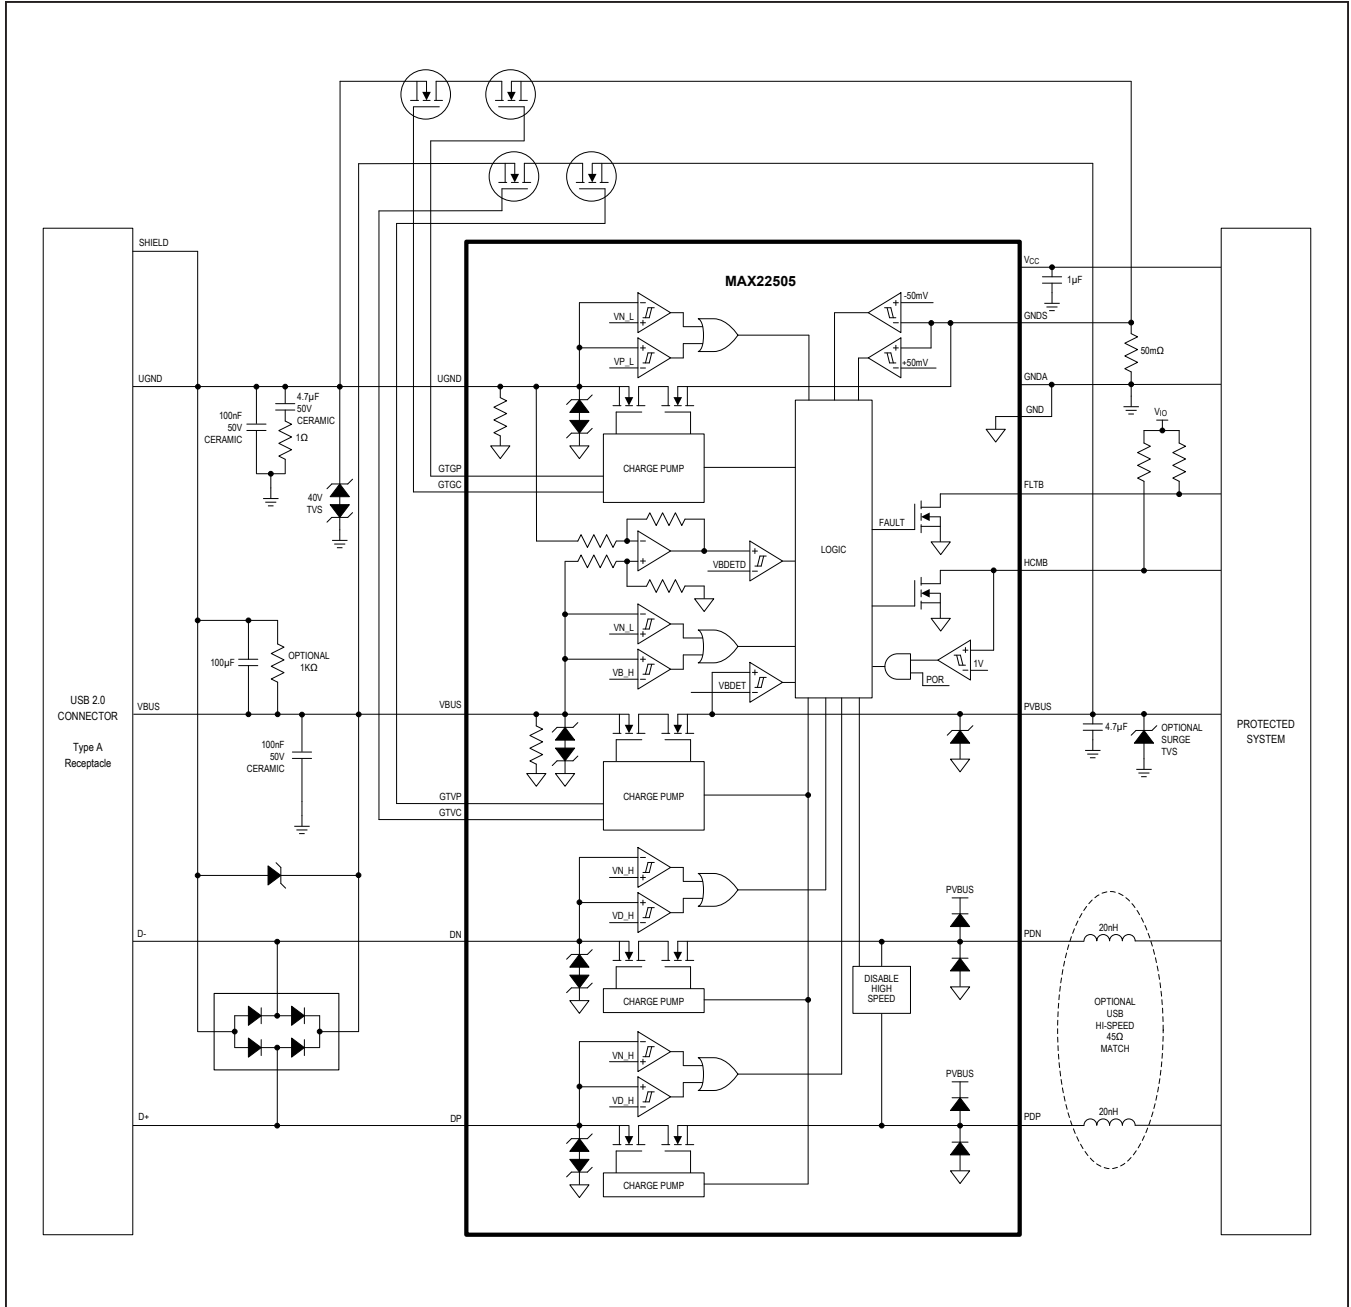 SHIELD
MAX22505
VCC
1µF
-50mV
VN_L
GNDS
+50mV
VP_L
50mΩ
UGND
UGND
GNDA
4.7µF
50V
CERAMIC
100nF
50V
CERAMIC
1Ω
GND
VIO
GTGP
GTGC
CHARGE PUMP
40V
TVS
FLTB
FAULT
LOGIC
VBDETD
HCMB
VN_L
VB_H
100µF
OPTIONAL
1KΩ
1V
POR
VBDET
USB 2.0
CONNECTOR
Type A
Receptacle
VBUS
VBUS
PVBUS
4.7µF
OPTIONAL
SURGE
TVS
PROTECTED
SYSTEM
100nF
50V
CERAMIC
GTVP
GTVC
CHARGE PUMP
VN_H
VD_H
PVBUS
D-
DN
PDN
20nH
CHARGE PUMP
DISABLE
HIGH
SPEED
OPTIONAL
USB
HI-SPEED
45Ω
MATCH
VN_H
VD_H
PVBUS
D+
DP
PDP
20nH
CHARGE PUMP